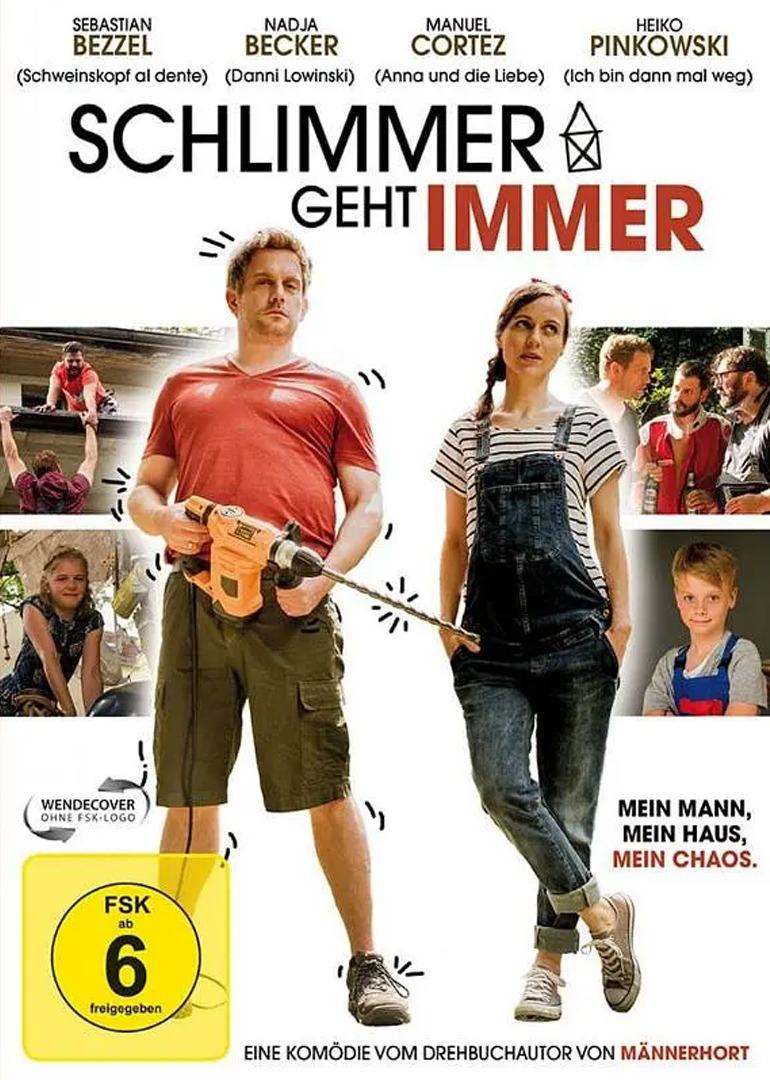 SEBASTIAN BEZZEL
(Schweinskopf al dente)
NADJA BECKER
(Danni Lowinski)
MANUEL CORTEZ
(Anna und die Liebe)
HEIKO PINKOWSKI
(Ich bin dann mal weg)
SCHLIMMER
GEHT IMMER
WENDECOVER
OHNE FSK-LOGO
MEIN MANN,
MEIN HAUS,
MEIN CHAOS.
FSK
ab
6
freigegeben
EINE KOMÖDIE VOM DREHBUCHAUTOR VON MÄNNERHORT